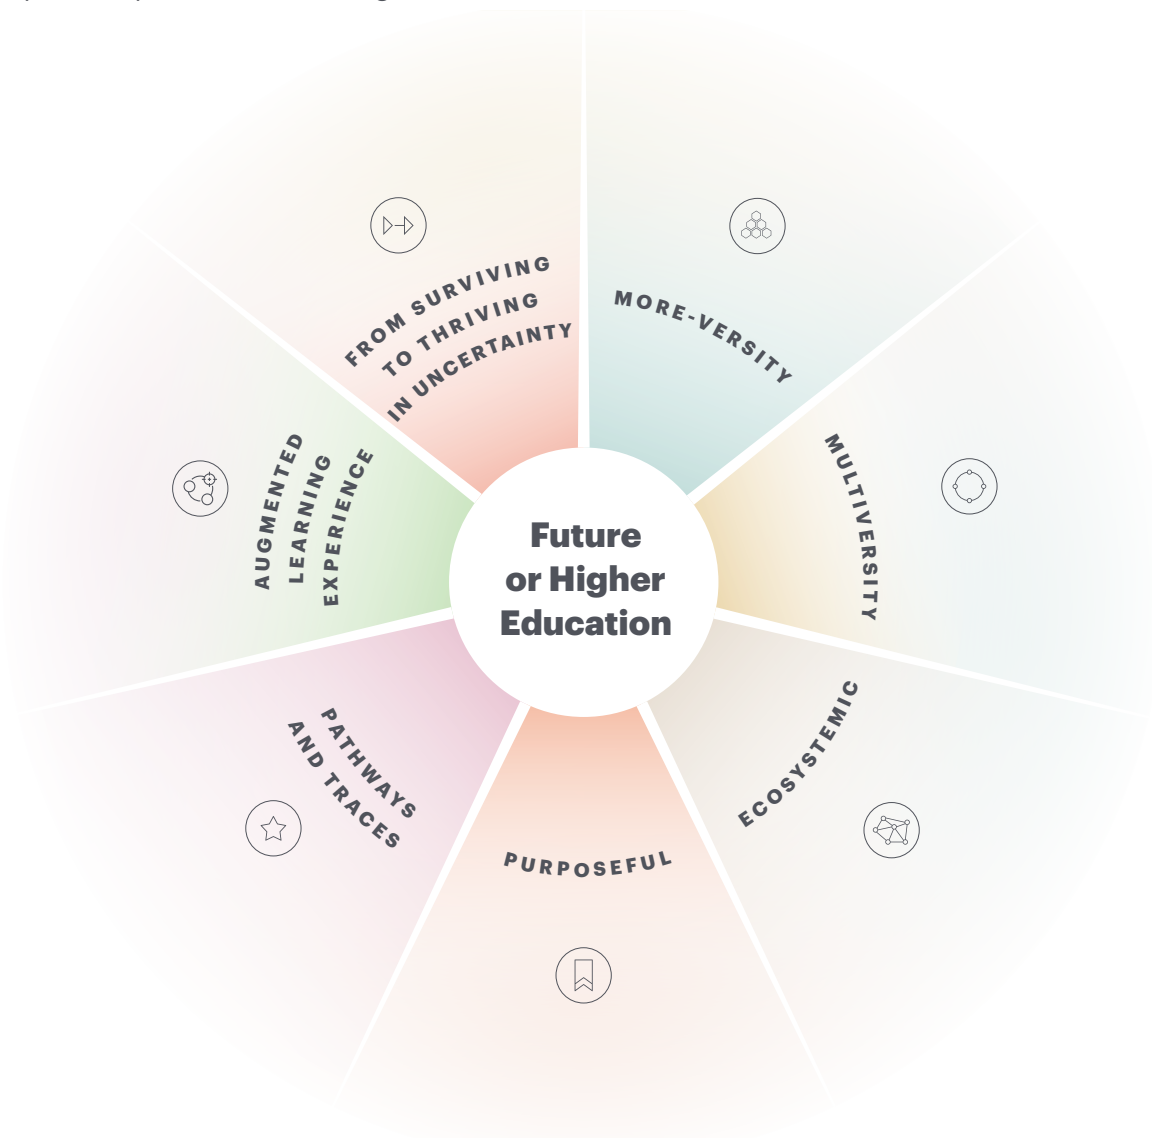 Future
or Higher
Education
MORE-VERSITY
MULTIVERSITY
ECOSYSTEMIC
PURPOSEFUL
PATHWAYS
AND TRACES
AUGMENTED
LEARNING
EXPERIENCE
FROM SURVIVING
TO THRIVING
IN UNCERTAINTY